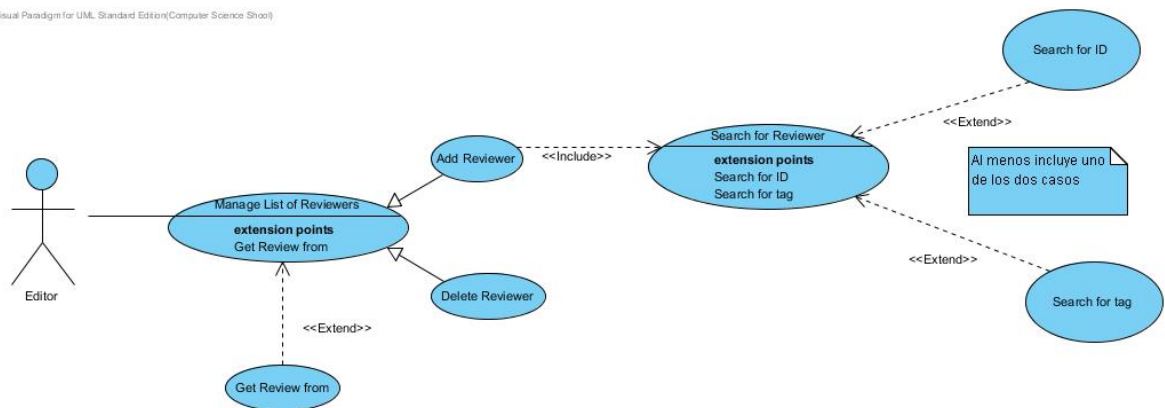 isual Paradigm for UML Standard Edition(Computer Science Shool)
Search for ID
<<Extend>>
Add Reviewer
<<Include>>
Search for Reviewer
extension points
Search for ID
Search for tag
Al menos incluye uno
de los dos casos
Manage List of Reviewers
extension points
Get Review from
<<Extend>>
Editor
Delete Reviewer
Search for tag
<<Extend>>
Get Review from